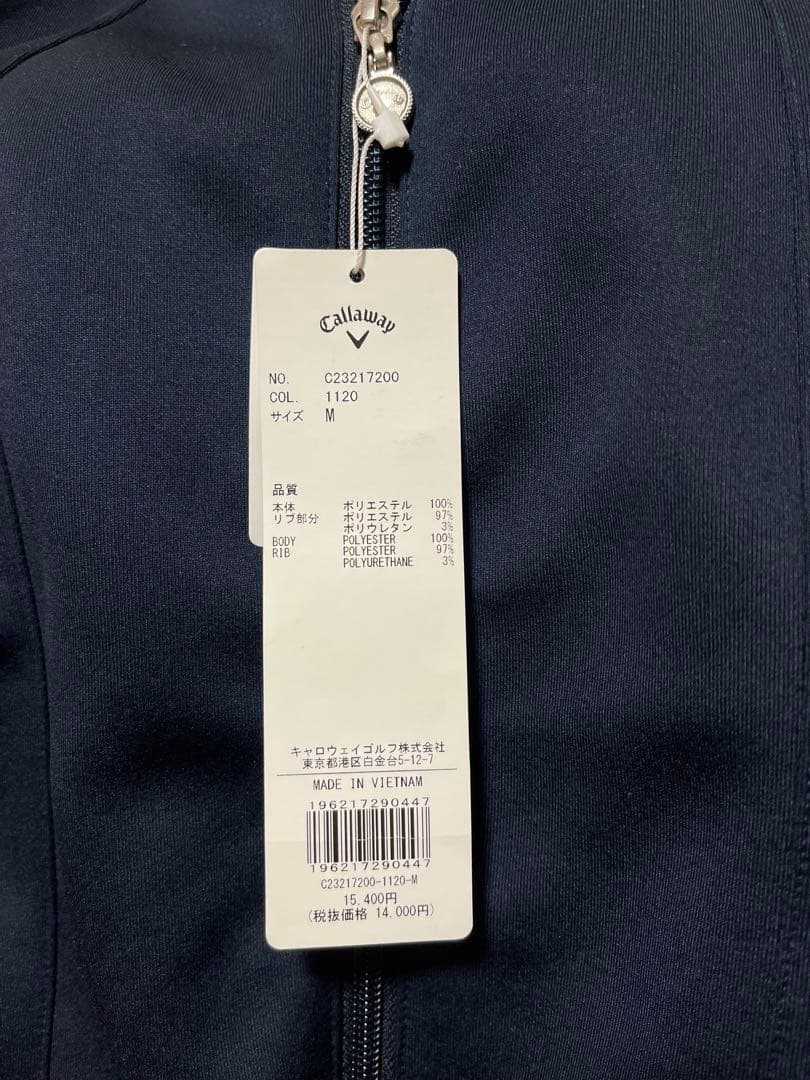 Callaway
NO. C23217200
COL. 1120
サイズ M
品質
本体 ポリエステル 100%
リブ部分 ポリエステル 97%
ポリウレタン 3%
BODY POLYESTER 100%
RIB POLYESTER 97%
POLYURETHANE 3%
キャロウェイゴルフ株式会社
東京都港区白金台5-12-7
MADE IN VIETNAM
196217290447
196217290447
C23217200-1120-M
15,400円
(税抜価格 14,000円)